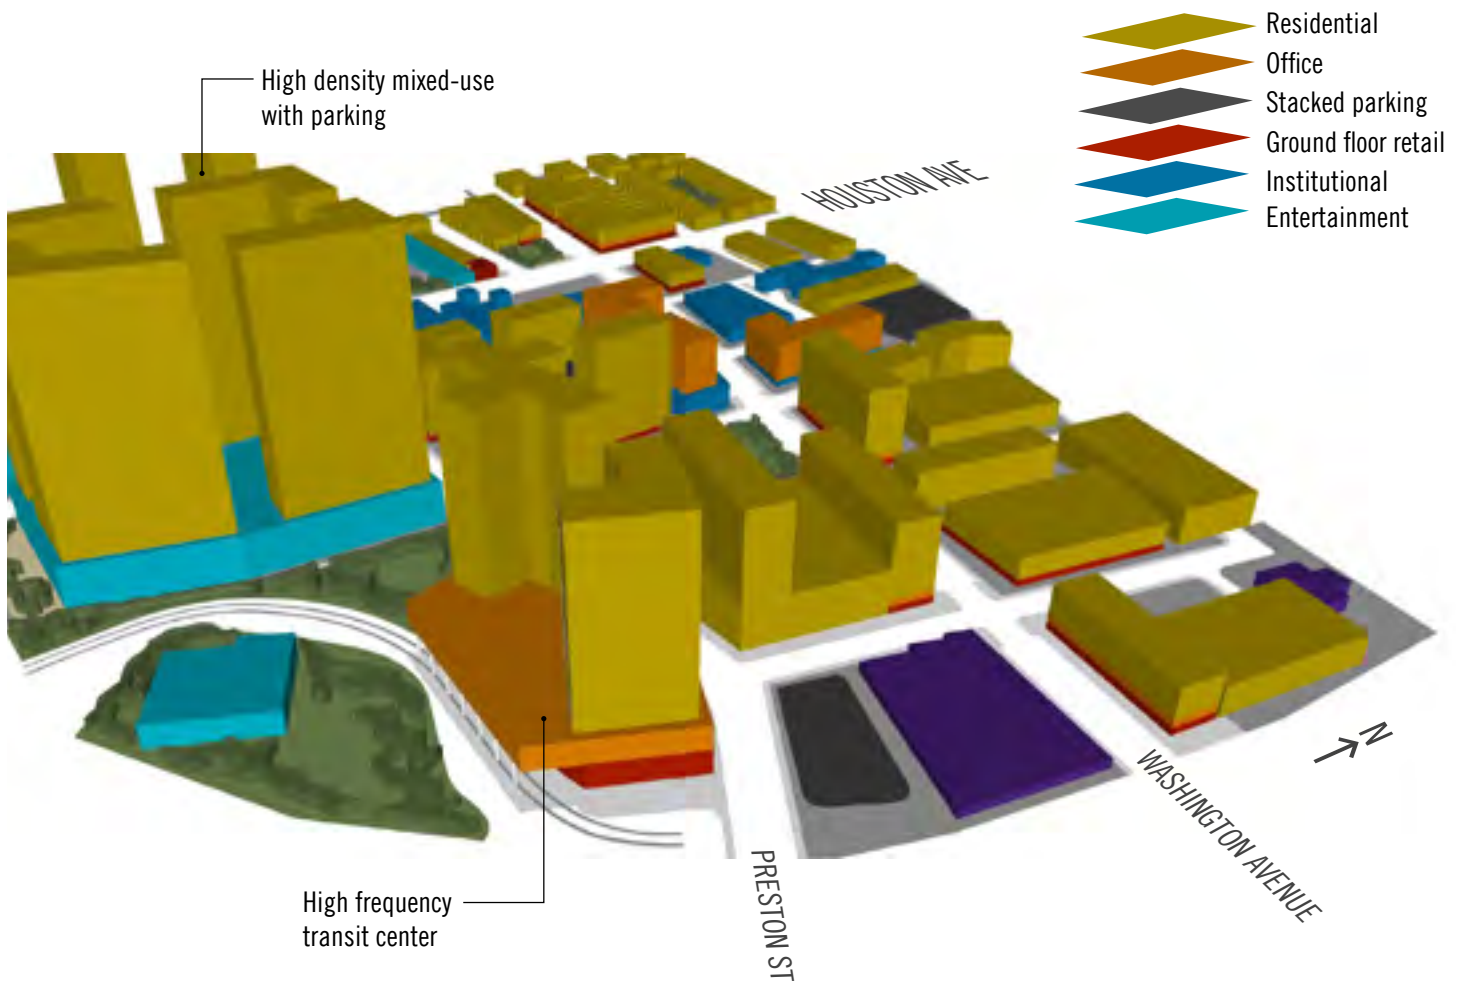 Residential
Office
Stacked parking
Ground floor retail
Institutional
Entertainment
High density mixed-use
with parking
HOUSTON AVE
N
WASHINGTON AVENUE
PRESTON ST
High frequency
transit center